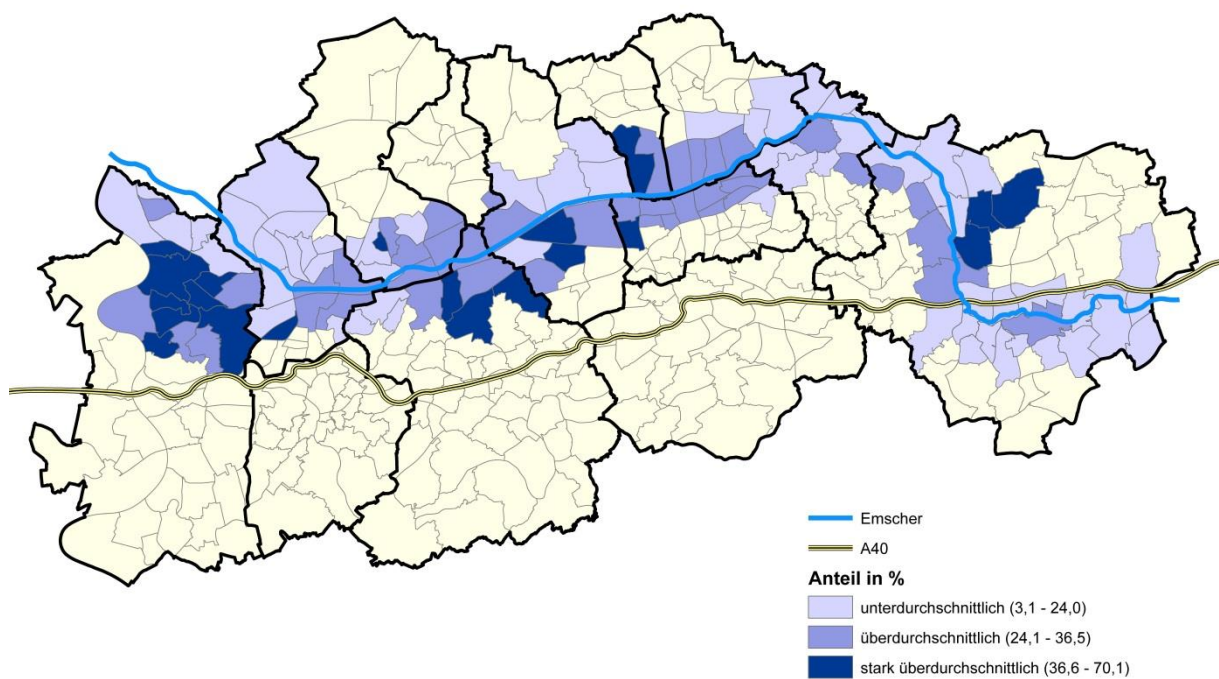 Emscher
A40
Anteil in %
unterdurchschnittlich (3,1 - 24,0)
überdurchschnittlich (24,1 - 36,5)
stark überdurchschnittlich (36,6 - 70,1)